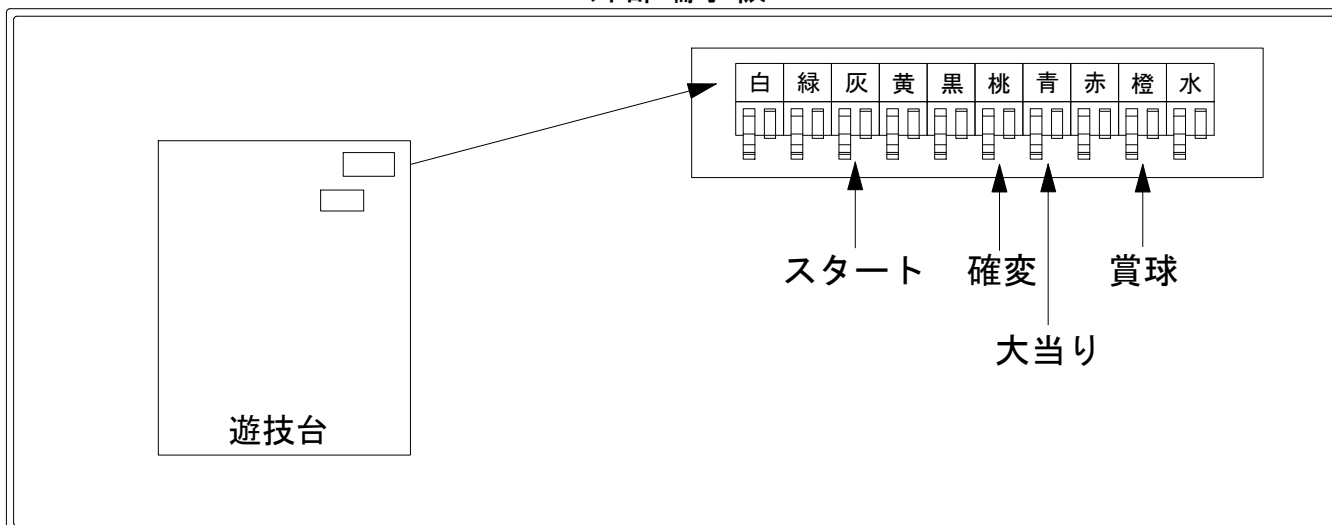 白 緑 灰 黄 黒 桃 青 赤 橙 水
スタート 確変 賞球
大当り
遊技台